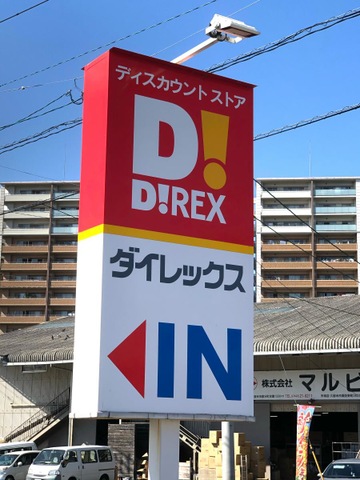 ディスカウント ストア
D!
D!REX
ダイレックス
IN
株式会社 マルビ